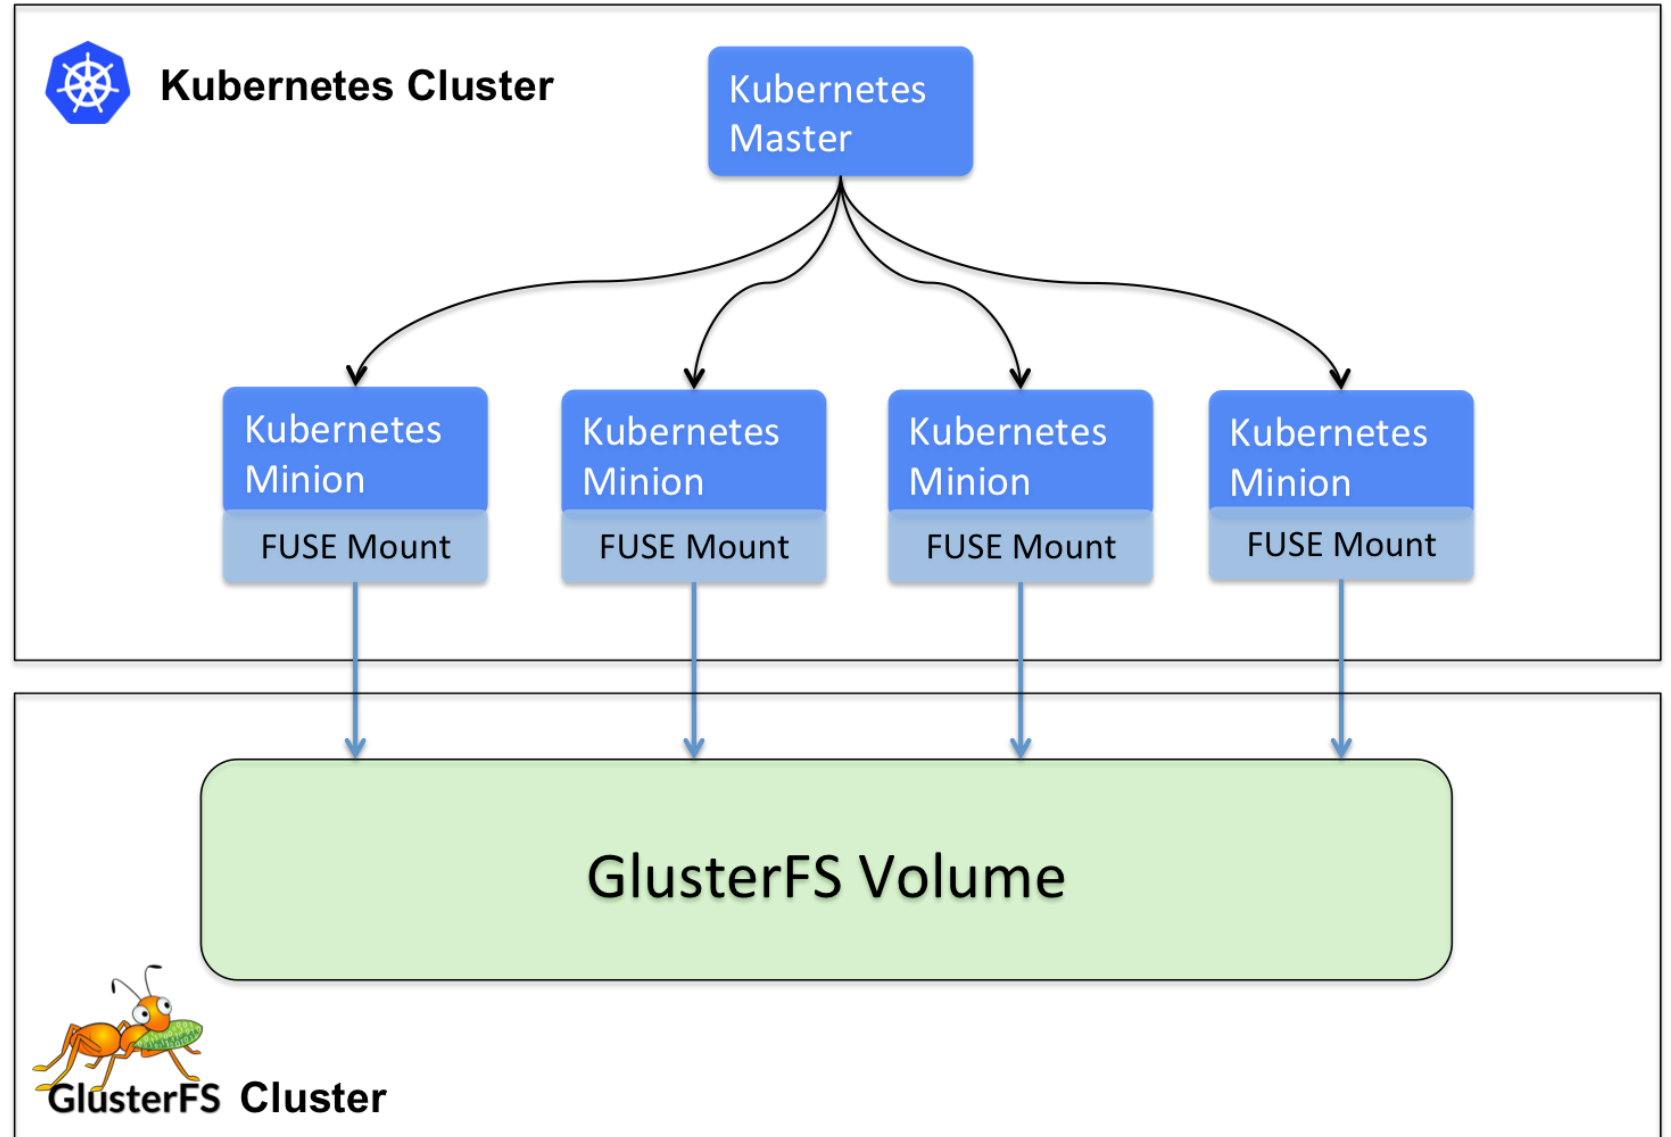 Kubernetes Cluster
Kubernetes
Master
Kubernetes
Minion
FUSE Mount
Kubernetes
Minion
FUSE Mount
Kubernetes
Minion
FUSE Mount
Kubernetes
Minion
FUSE Mount
GlusterFS Volume
GlusterFS Cluster